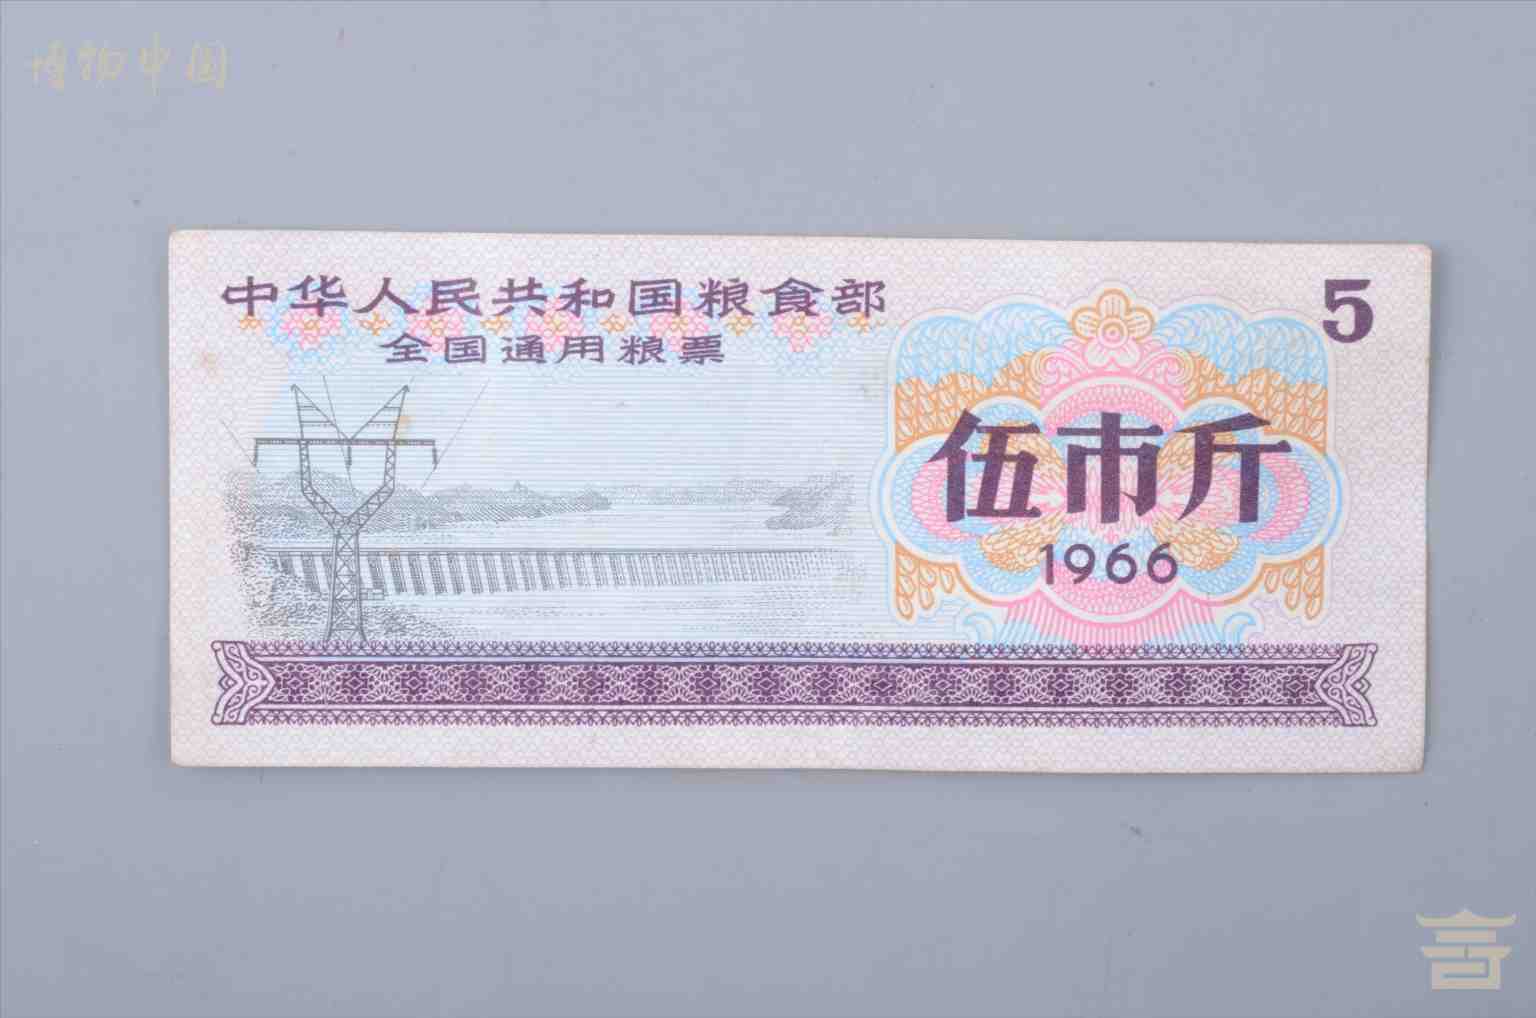 博物中国
中华人民共和国粮食部
全国通用粮票
5
伍市斤
1966